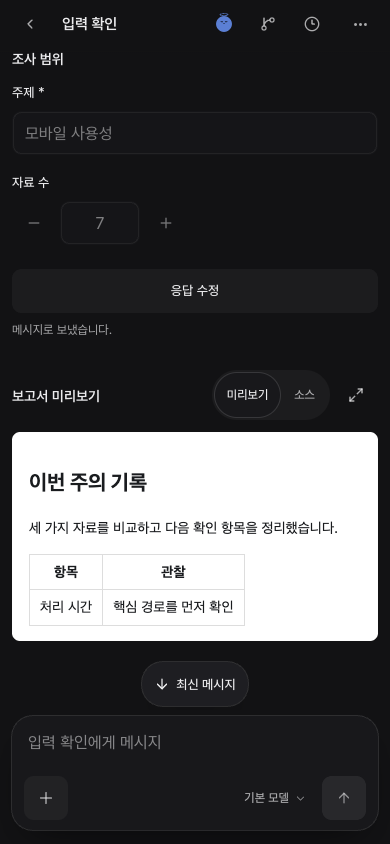 입력 확인
조사 범위
주제 *
모바일 사용성
자료 수
7
응답 수정
메시지로 보냈습니다.
보고서 미리보기
미리보기
소스
이번 주의 기록
세 가지 자료를 비교하고 다음 확인 항목을 정리했습니다.
항목 관찰
처리 시간 핵심 경로를 먼저 확인
최신 메시지
입력 확인에게 메시지
기본 모델